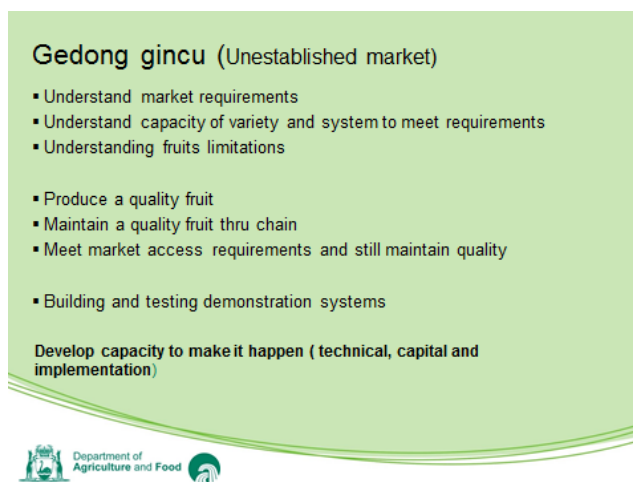 Gedong gincu (Unestablished market)
▪ Understand market requirements
▪ Understand capacity of variety and system to meet requirements
▪ Understanding fruits limitations
▪ Produce a quality fruit
▪ Maintain a quality fruit thru chain
▪ Meet market access requirements and still maintain quality
▪ Building and testing demonstration systems
Develop capacity to make it happen ( technical, capital and
implementation)
Department of
Agriculture and Food